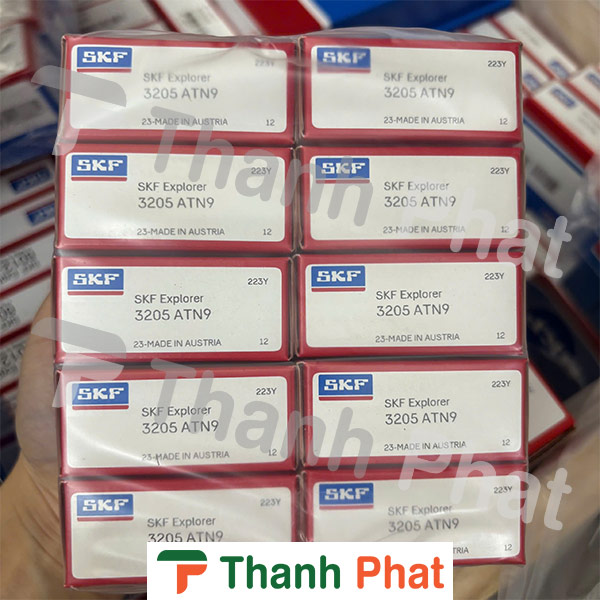 SKF
223Y
SKF Explorer
3205 ATN9
23-MADE IN AUSTRIA
12
SKF
223Y
SKF Explorer
3205 ATN9
23-MADE IN AUSTRIA
12
SKF
223Y
SKF Explorer
3205 ATN9
23-MADE IN AUSTRIA
12
SKF
223Y
SKF Explorer
3205 ATN9
23-MADE IN AUSTRIA
12
SKF
223Y
SKF Explorer
3205 ATN9
23-MADE IN AUSTRIA
12
SKF
223Y
SKF Explorer
3205 ATN9
23-MADE IN AUSTRIA
12
SKF
223Y
SKF Explorer
3205 ATN9
23-MADE IN AUSTRIA
12
SKF
223Y
SKF Explorer
3205 ATN9
23-MADE IN AUSTRIA
12
SKF
223Y
SKF Explorer
3205 ATN9
SKF
223Y
SKF Explorer
3205 ATN9
12
Thanh Phat
Thanh Phat
Thanh Phat